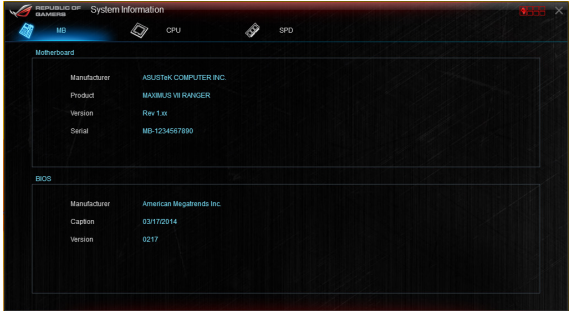 REPUBLIC OF
GAMERS
System Information
MB
CPU
SPD
Motherboard
Manufacturer ASUSTeK COMPUTER INC.
Product MAXIMUS VII RANGER
Version Rev 1.xx
Serial MB-1234567890
BIOS
Manufacturer American Megatrends Inc.
Caption 03/17/2014
Version 0217